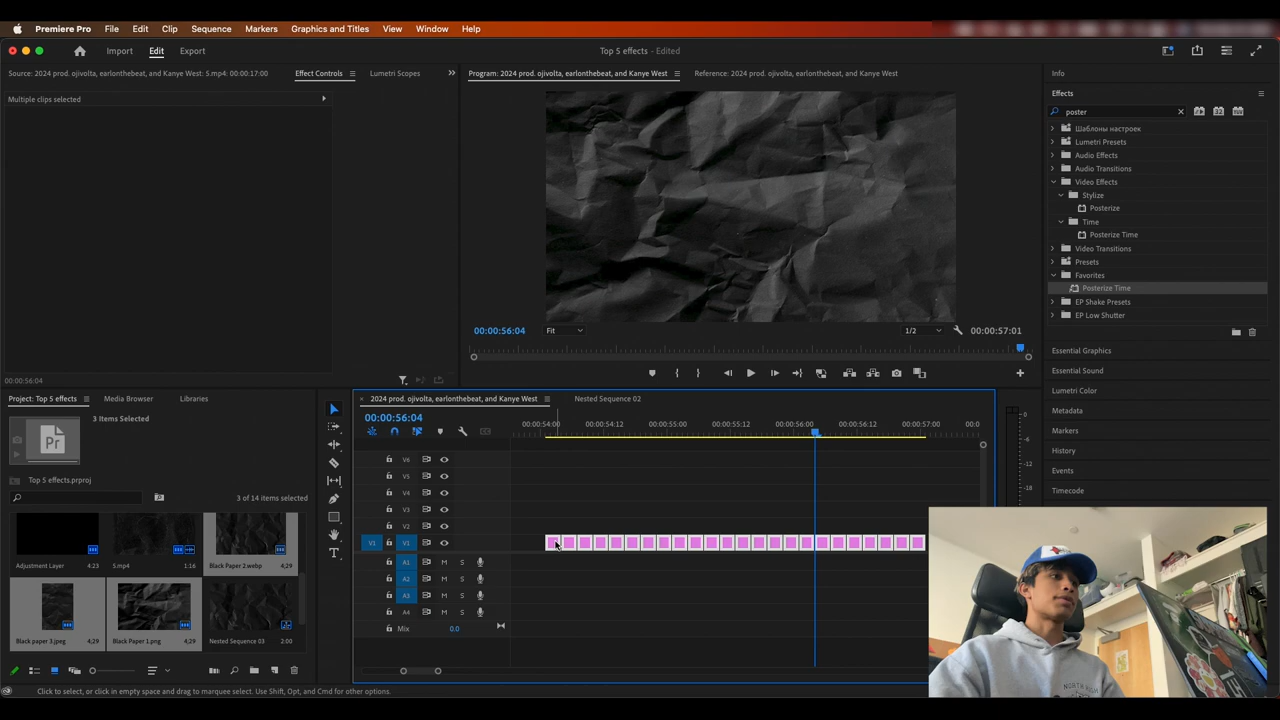 Premiere Pro File Edit Clip Sequence Markers Graphics and Titles View Window Help
Import Edit Export
Top 5 effects - Edited
Source: 2024 prod. ojivolta, earlonthebeat, and Kanye West: 5.mp4: 00:00:17:00 Effect Controls Lumetri Scopes
Multiple clips selected
00:00:56:04
Program: 2024 prod. ojivolta, earlonthebeat, and Kanye West Reference: 2024 prod. ojivolta, earlonthebeat, and Kanye West
00:00:56:04 Fit 1/2 00:00:57:01
Info
Effects
poster
Шаблоны настроек
Lumetri Presets
Audio Effects
Audio Transitions
Video Effects
Stylize
Posterize
Time
Posterize Time
Video Transitions
Presets
Favorites
Posterize Time
EP Shake Presets
EP Low Shutter
Essential Graphics
Essential Sound
Lumetri Color
Metadata
Markers
History
Events
Timecode
Project: Top 5 effects Media Browser Libraries
3 Items Selected
Pr
Top 5 effects.prproj
3 of 14 items selected
Adjustment Layer 4:23 5.mp4 1:16 Black Paper 2.webp
Black paper 3.jpeg 4;29 Black Paper 1.png 4;29 Nested Sequence 03 2:00
2024 prod. ojivolta, earlonthebeat, and Kanye West Nested Sequence 02
00:00:56:04
00:00:54:00 00:00:54:12 00:00:55:00 00:00:55:12 00:00:56:00 00:00:56:12 00:00:57:00 00:0
V6
V5
V4
V3
V2
V1 V1
A1 M S
A2 M S
A3 M S
A4 M S
Mix 0.0
0
-6
-12
-18
Click to select, or click in empty space and drag to marquee select. Use Shift, Opt, and Cmd for other options.